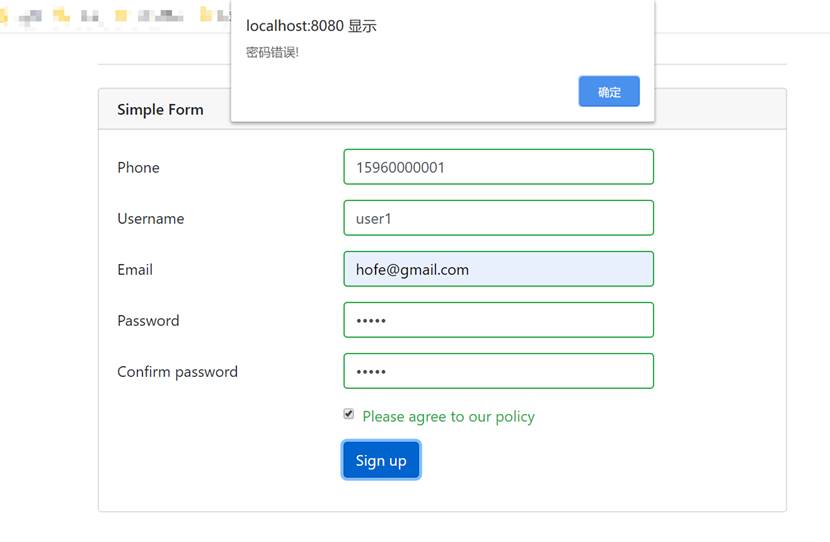 localhost:8080 显示
密码错误!
确定
Simple Form
Phone
15960000001
Username
user1
Email
hofe@gmail.com
Password
•••••
Confirm password
•••••
Please agree to our policy
Sign up